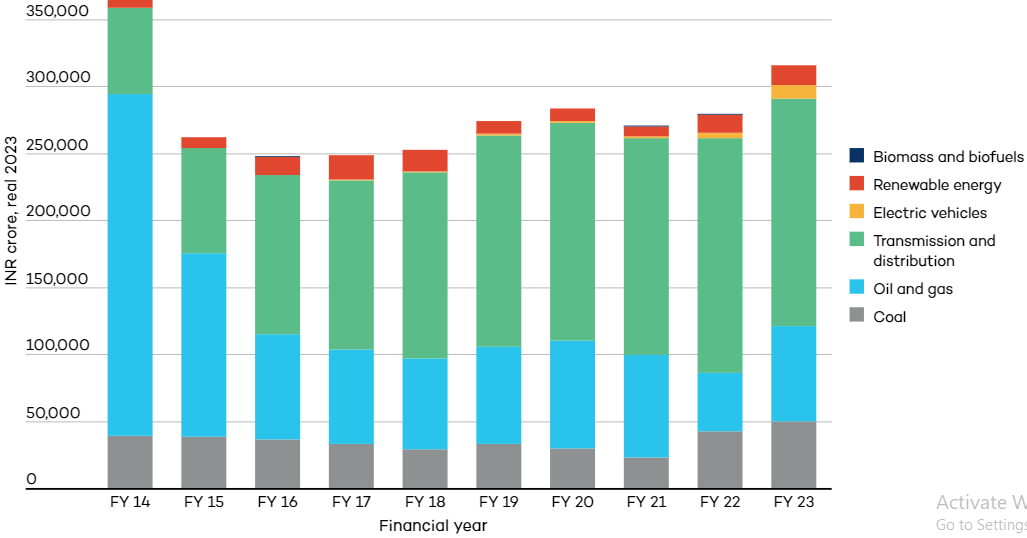 350,000
300,000
250,000
200,000
150,000
100,000
50,000
0
INR crore, real 2023
FY 14 FY 15 FY 16 FY 17 FY 18 FY 19 FY 20 FY 21 FY 22 FY 23
Financial year
Biomass and biofuels
Renewable energy
Electric vehicles
Transmission and
distribution
Oil and gas
Coal
Activate W
Go to Settings